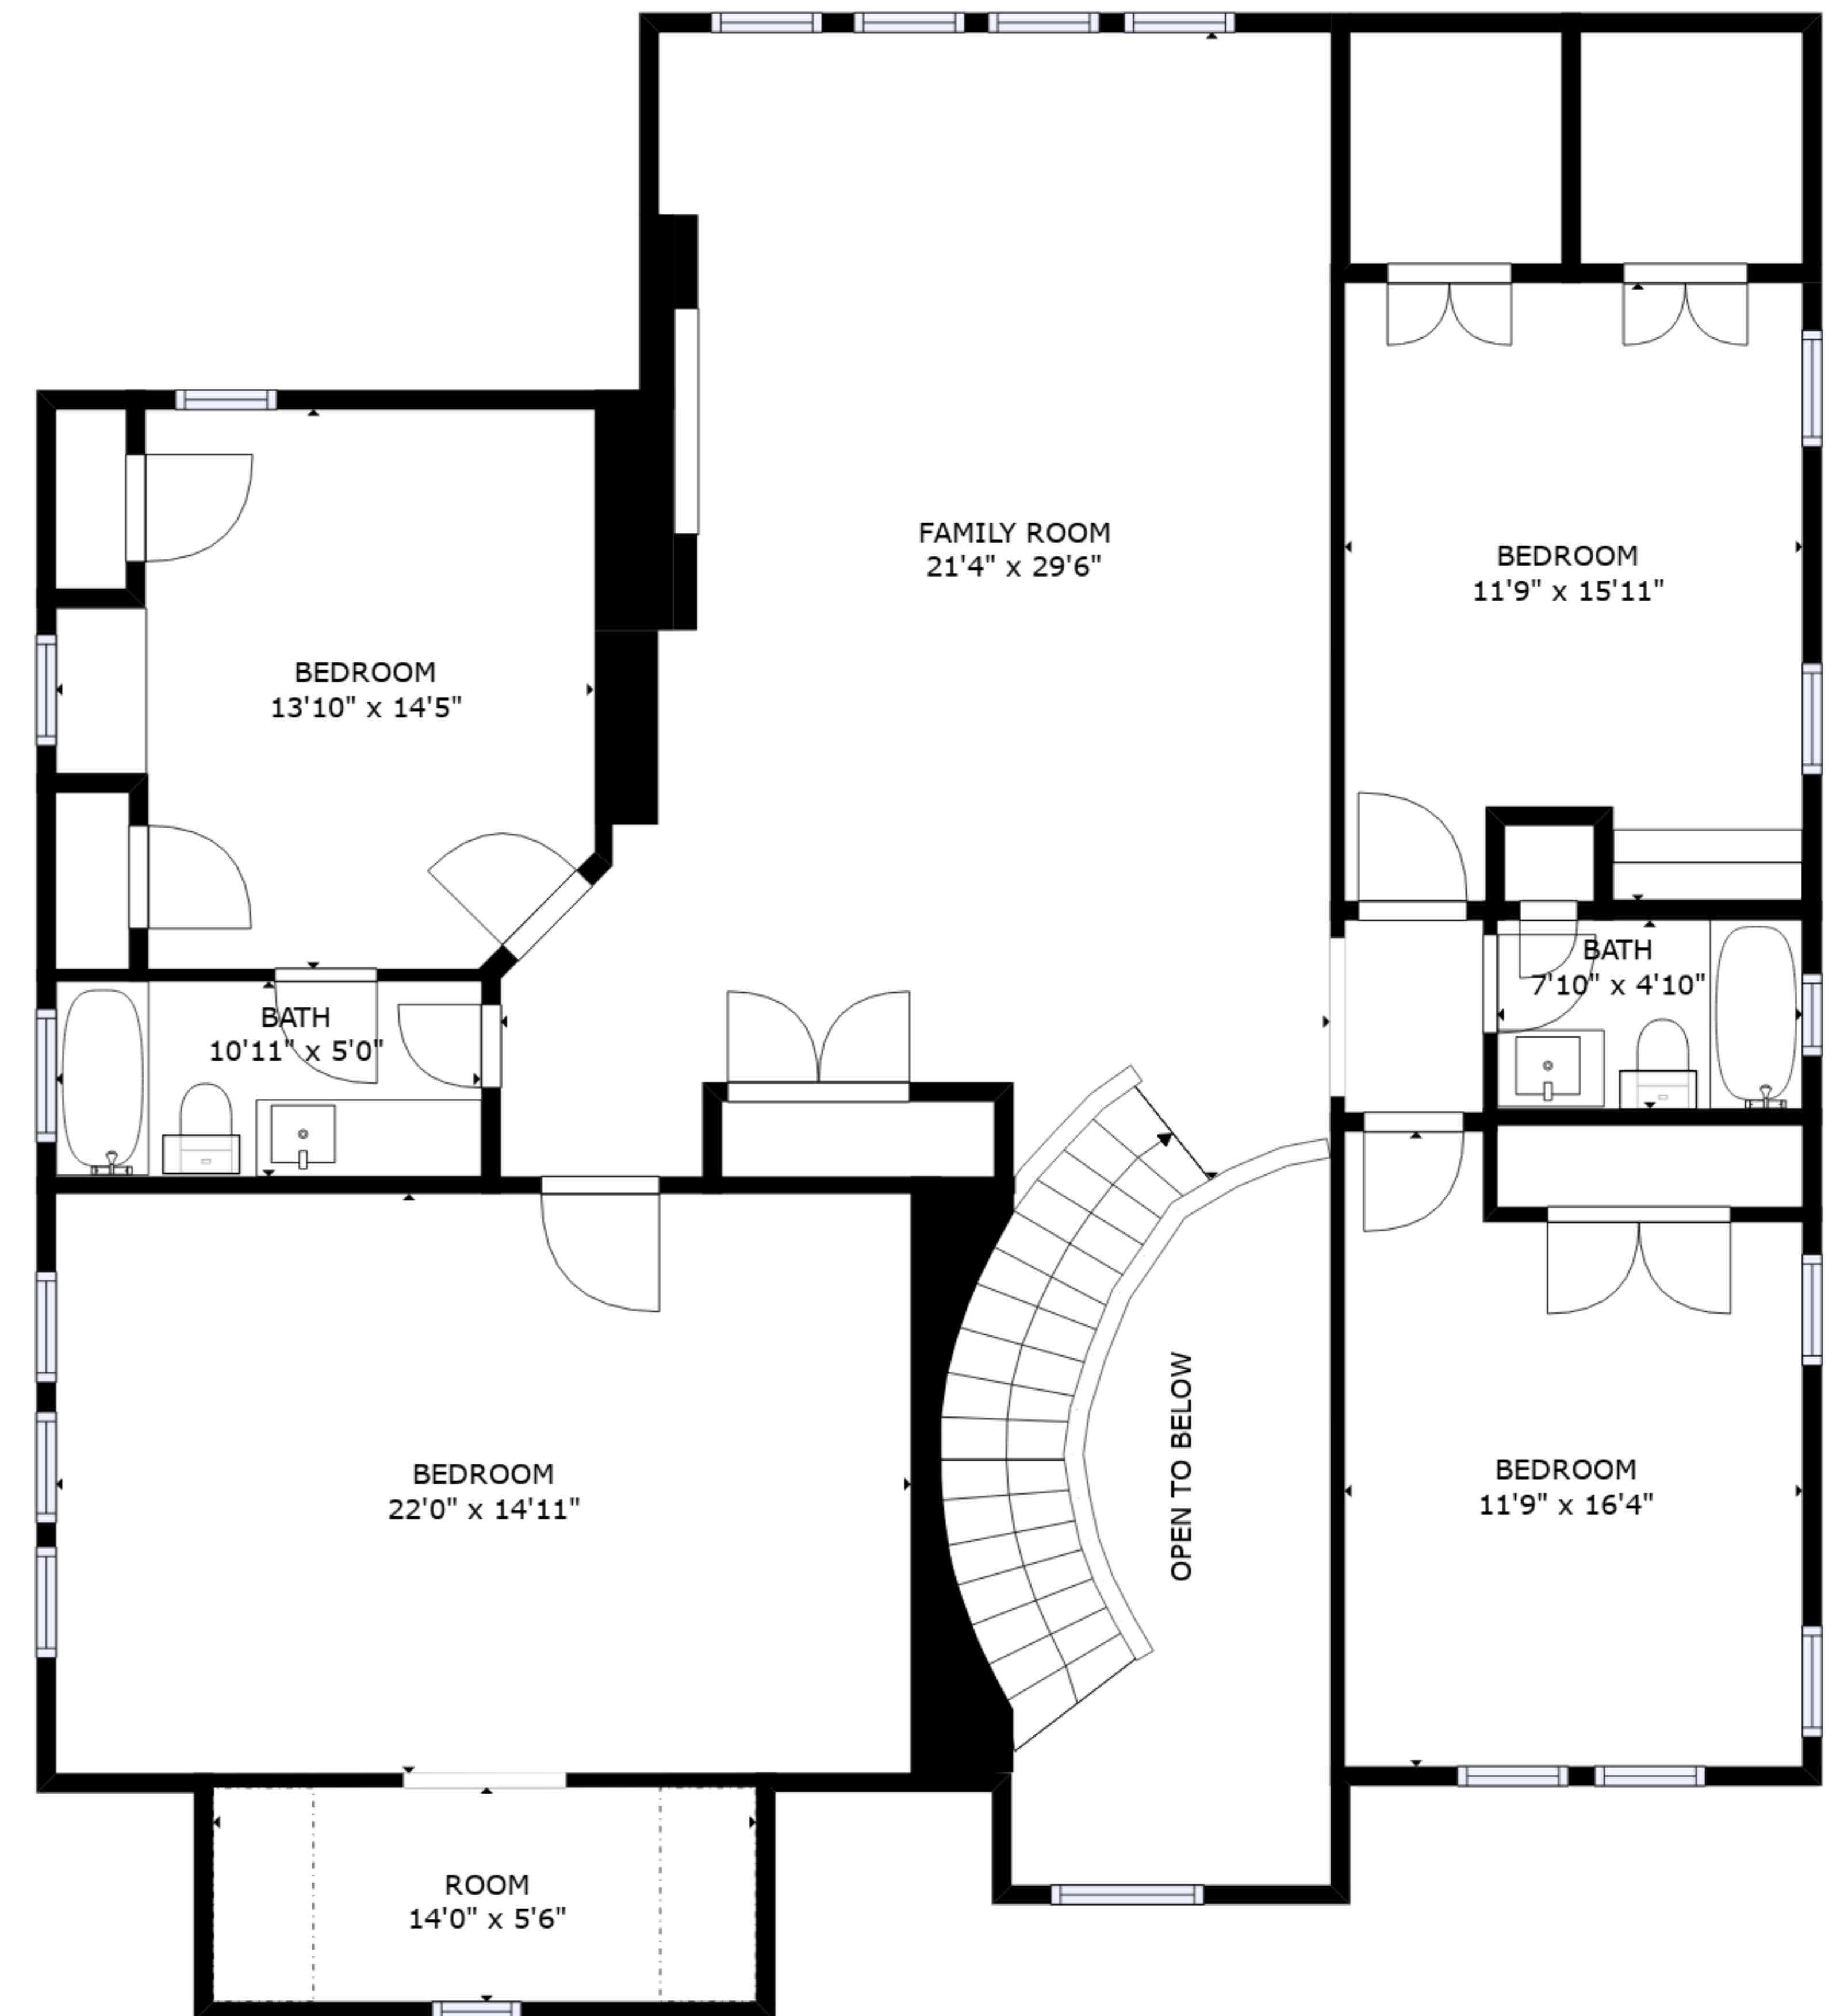 FAMILY ROOM
21'4" x 29'6"
BEDROOM
11'9" x 15'11"
BEDROOM
13'10" x 14'5"
BATH
7'10" x 4'10"
BATH
10'11" x 5'0"
OPEN TO BELOW
BEDROOM
22'0" x 14'11"
BEDROOM
11'9" x 16'4"
ROOM
14'0" x 5'6"